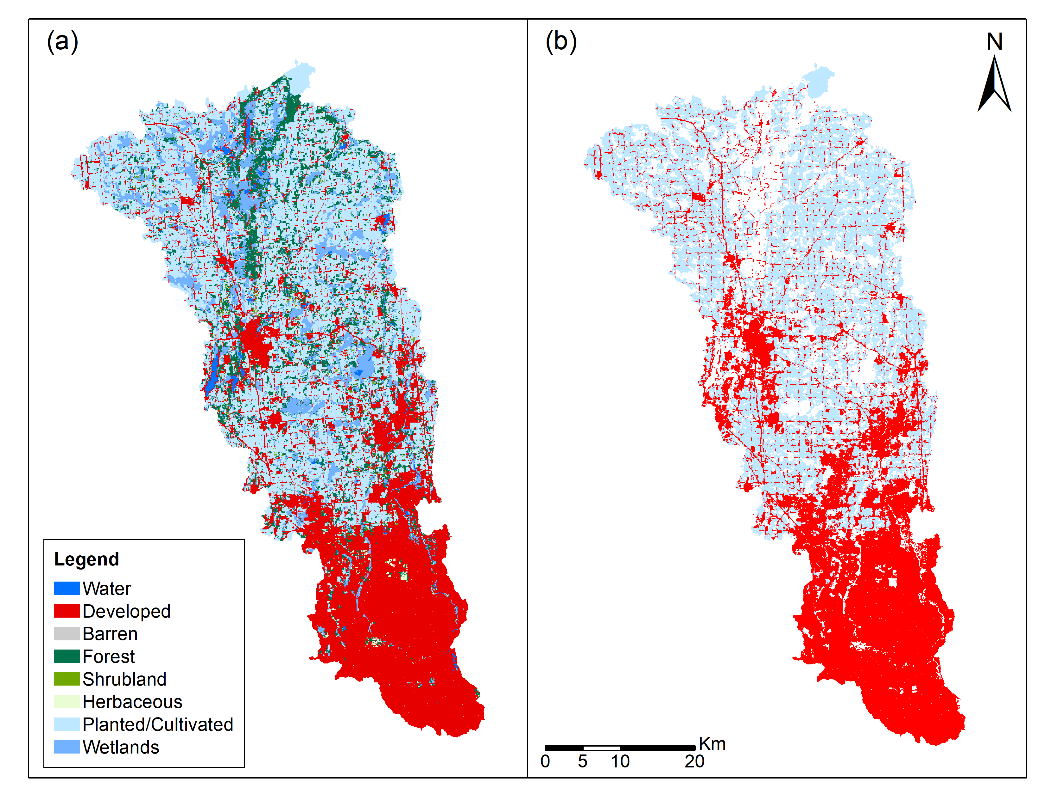 (a)
(b)
N
Legend
Water
Developed
Barren
Forest
Shrubland
Herbaceous
Planted/Cultivated
Wetlands
Km
0 5 10 20